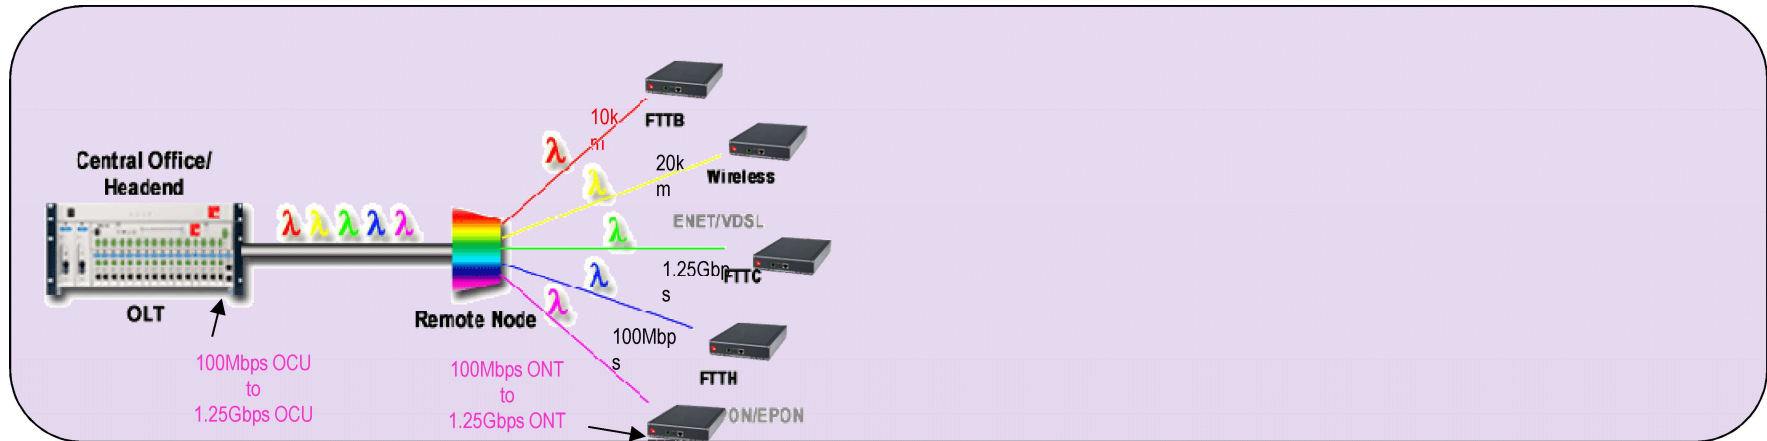 10k
m
FTTB
20k
m
Wireless
Central Office/
Headend
λ λ λ λ λ
λ
λ
λ
λ
λ
ENET/VDSL
1.25Gbp
s
FTTC
OLT
Remote Node
100Mbp
s
100Mbps OCU
to
1.25Gbps OCU
100Mbps ONT
to
1.25Gbps ONT
FTTH
ON/EPON